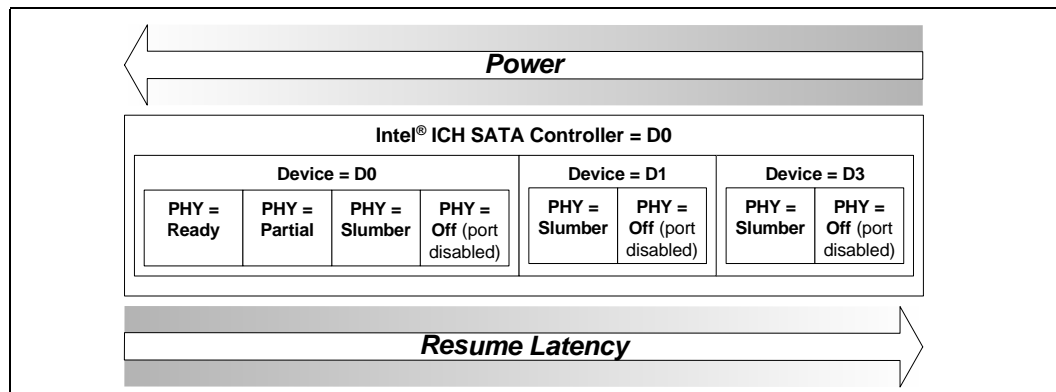 Power
Intel® ICH SATA Controller = D0
Device = D0
PHY =
Ready
PHY =
Partial
PHY =
Slumber
PHY =
Off (port
disabled)
Device = D1
PHY =
Slumber
PHY =
Off (port
disabled)
Device = D3
PHY =
Slumber
PHY =
Off (port
disabled)
Resume Latency